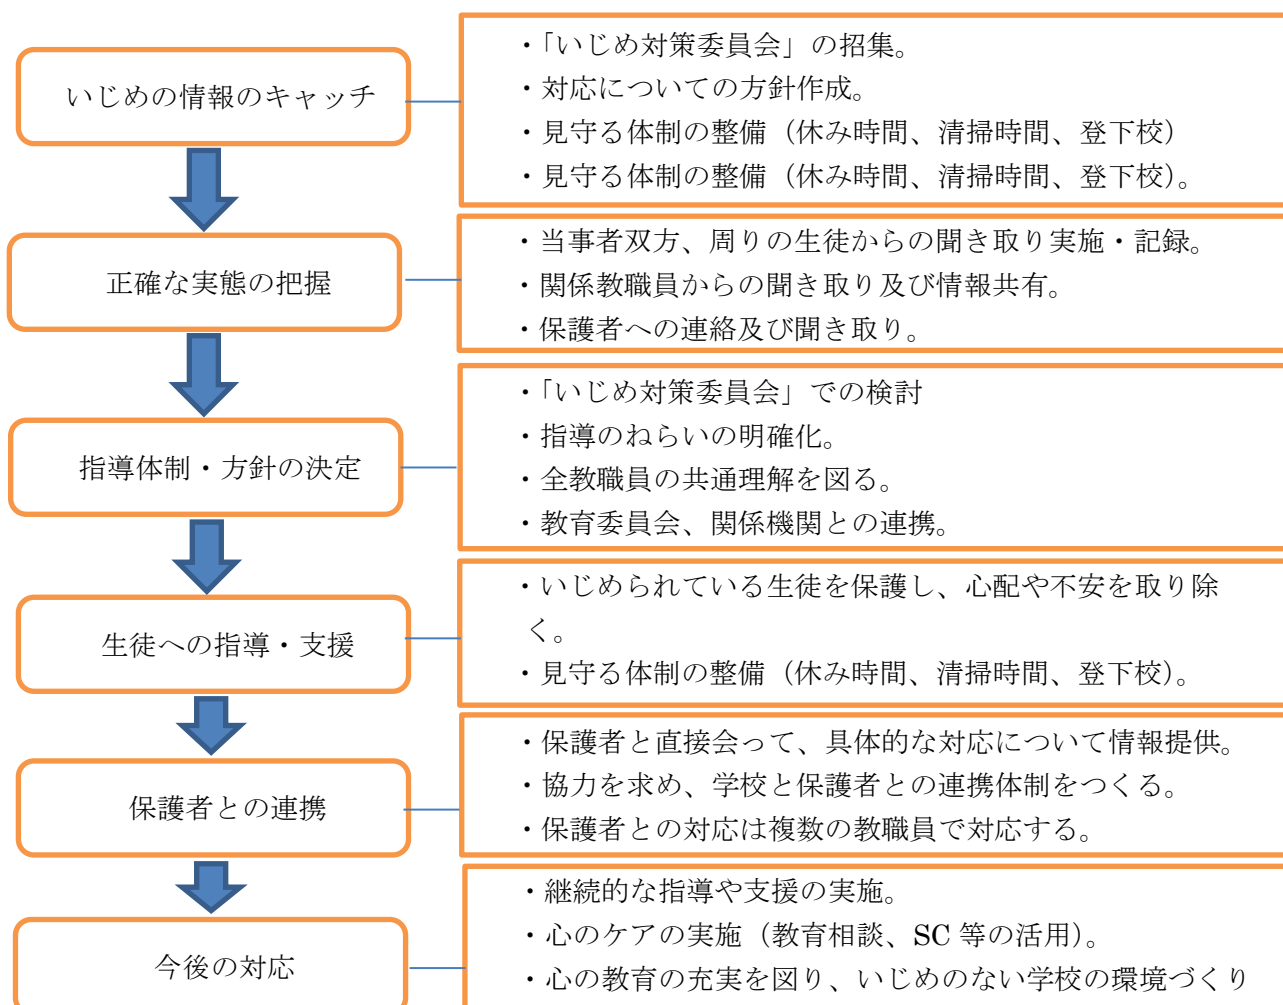 いじめの情報のキャッチ
・「いじめ対策委員会」の招集。
・対応についての方針作成。
・見守る体制の整備（休み時間、清掃時間、登下校）
・見守る体制の整備（休み時間、清掃時間、登下校）。
正確な実態の把握
・当事者双方、周りの生徒からの聞き取り実施・記録。
・関係教職員からの聞き取り及び情報共有。
・保護者への連絡及び聞き取り。
指導体制・方針の決定
・「いじめ対策委員会」での検討
・指導のねらいの明確化。
・全教職員の共通理解を図る。
・教育委員会、関係機関との連携。
生徒への指導・支援
・いじめられている生徒を保護し、心配や不安を取り除
く。
・見守る体制の整備（休み時間、清掃時間、登下校）。
保護者との連携
・保護者と直接会って、具体的な対応について情報提供。
・協力を求め、学校と保護者との連携体制をつくる。
・保護者との対応は複数の教職員で対応する。
今後の対応
・継続的な指導や支援の実施。
・心のケアの実施（教育相談、SC 等の活用）。
・心の教育の充実を図り、いじめのない学校の環境づくり